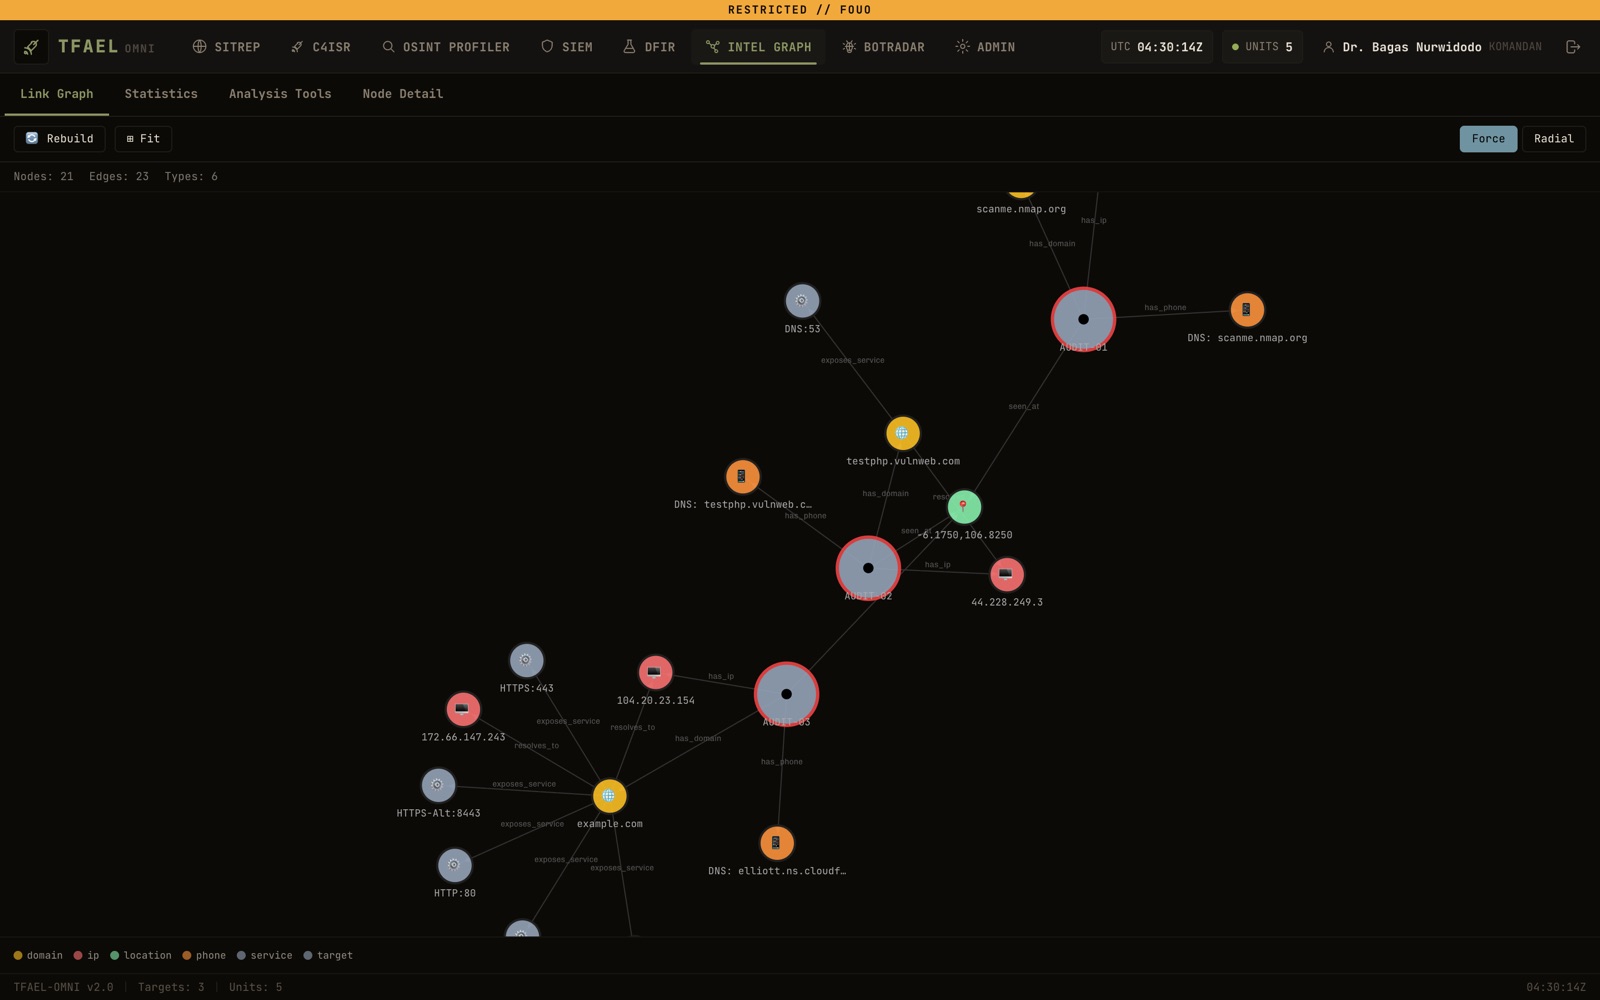 RESTRICTED // FOUO
TFAEL OMNI
SITREP
C4ISR
OSINT PROFILER
SIEM
DFIR
INTEL GRAPH
BOTRADAR
ADMIN
UTC 04:30:14Z
UNITS 5
Dr. Bagas Nurwidodo KOMANDAN
Link Graph
Statistics
Analysis Tools
Node Detail
Rebuild
Fit
Force
Radial
Nodes: 21 Edges: 23 Types: 6
scanme.nmap.org
has_ip
has_domain
has_phone
DNS: scanme.nmap.org
AUDIT-01
DNS:53
exposes_service
seen_at
testphp.vulnweb.com
has_domain
DNS: testphp.vulnweb.c…
has_phone
-6.1750,106.8250
has_ip
AUDIT-02
44.228.249.3
HTTPS:443
104.20.23.154
has_ip
AUDIT-03
exposes_service
resolves_to
172.66.147.243
resolves_to
has_domain
has_phone
exposes_service
HTTPS-Alt:8443
exposes_service
example.com
exposes_service
exposes_service
DNS: elliott.ns.cloudf…
HTTP:80
domain
ip
location
phone
service
target
TFAEL-OMNI v2.0 | Targets: 3 | Units: 5
04:30:14Z